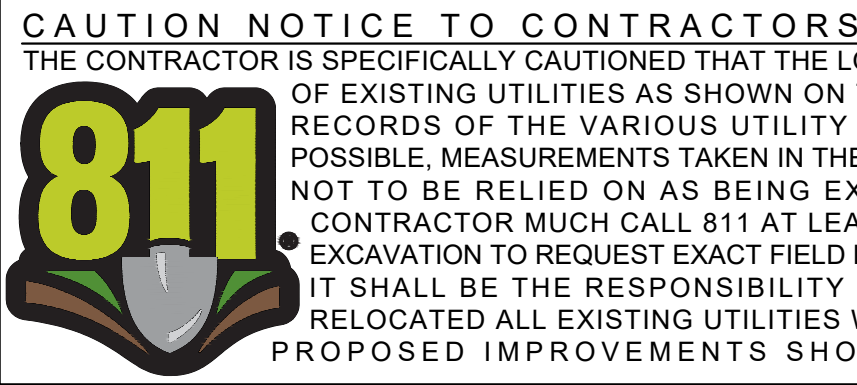 CAUTION NOTICE TO CONTRACTORS
THE CONTRACTOR IS SPECIFICALLY CAUTIONED THAT THE
OF EXISTING UTILITIES AS SHOWN ON
RECORDS OF THE VARIOUS UTILITY
POSSIBLE, MEASUREMENTS TAKEN IN THE
NOT TO BE RELIED ON AS BEING
CONTRACTOR MUCH CALL 811 AT
EXCAVATION TO REQUEST EXACT FIELD
IT SHALL BE THE RESPONSIBILITY
RELOCATED ALL EXISTING UTILITIES
PROPOSED IMPROVEMENTS
811